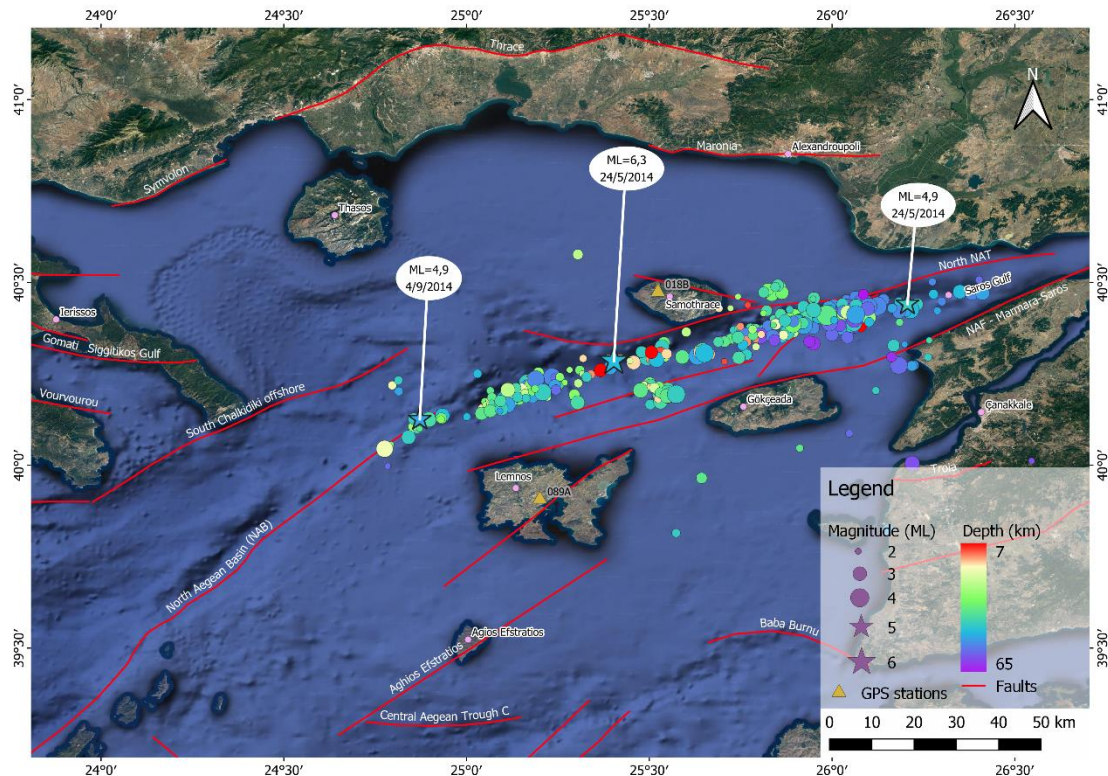 24°0′ 24°30′ 25°0′ 25°30′ 26°0′ 26°30′
Thrace
41°0′
41°0′
N
Maronia
Alexandroupoli
ML=6,3
24/5/2014
Symvolon
Thasos
ML=4,9
24/5/2014
ML=4,9
4/9/2014
North NAT
40°30′
40°30′
018B
Samothrace
Saros Gulf
Ierissos
NAF - Marmara-Saros
Gomati
Siggitikos Gulf
Vourvourou
South Chalkidiki offshore
Gökçeada
Çanakkale
40°0′
40°0′
Lemnos
089A
Troia
North Aegean Basin (NAB)
Agios Efstratios
Aghios Efstratios
Baba Burnu
39°30′
39°30′
Central Aegean Trough C
Legend
Magnitude (ML) Depth (km)
2 7
3
4
5
6 65
GPS stations Faults
0 10 20 30 40 50 km
24°0′ 24°30′ 25°0′ 25°30′ 26°0′ 26°30′